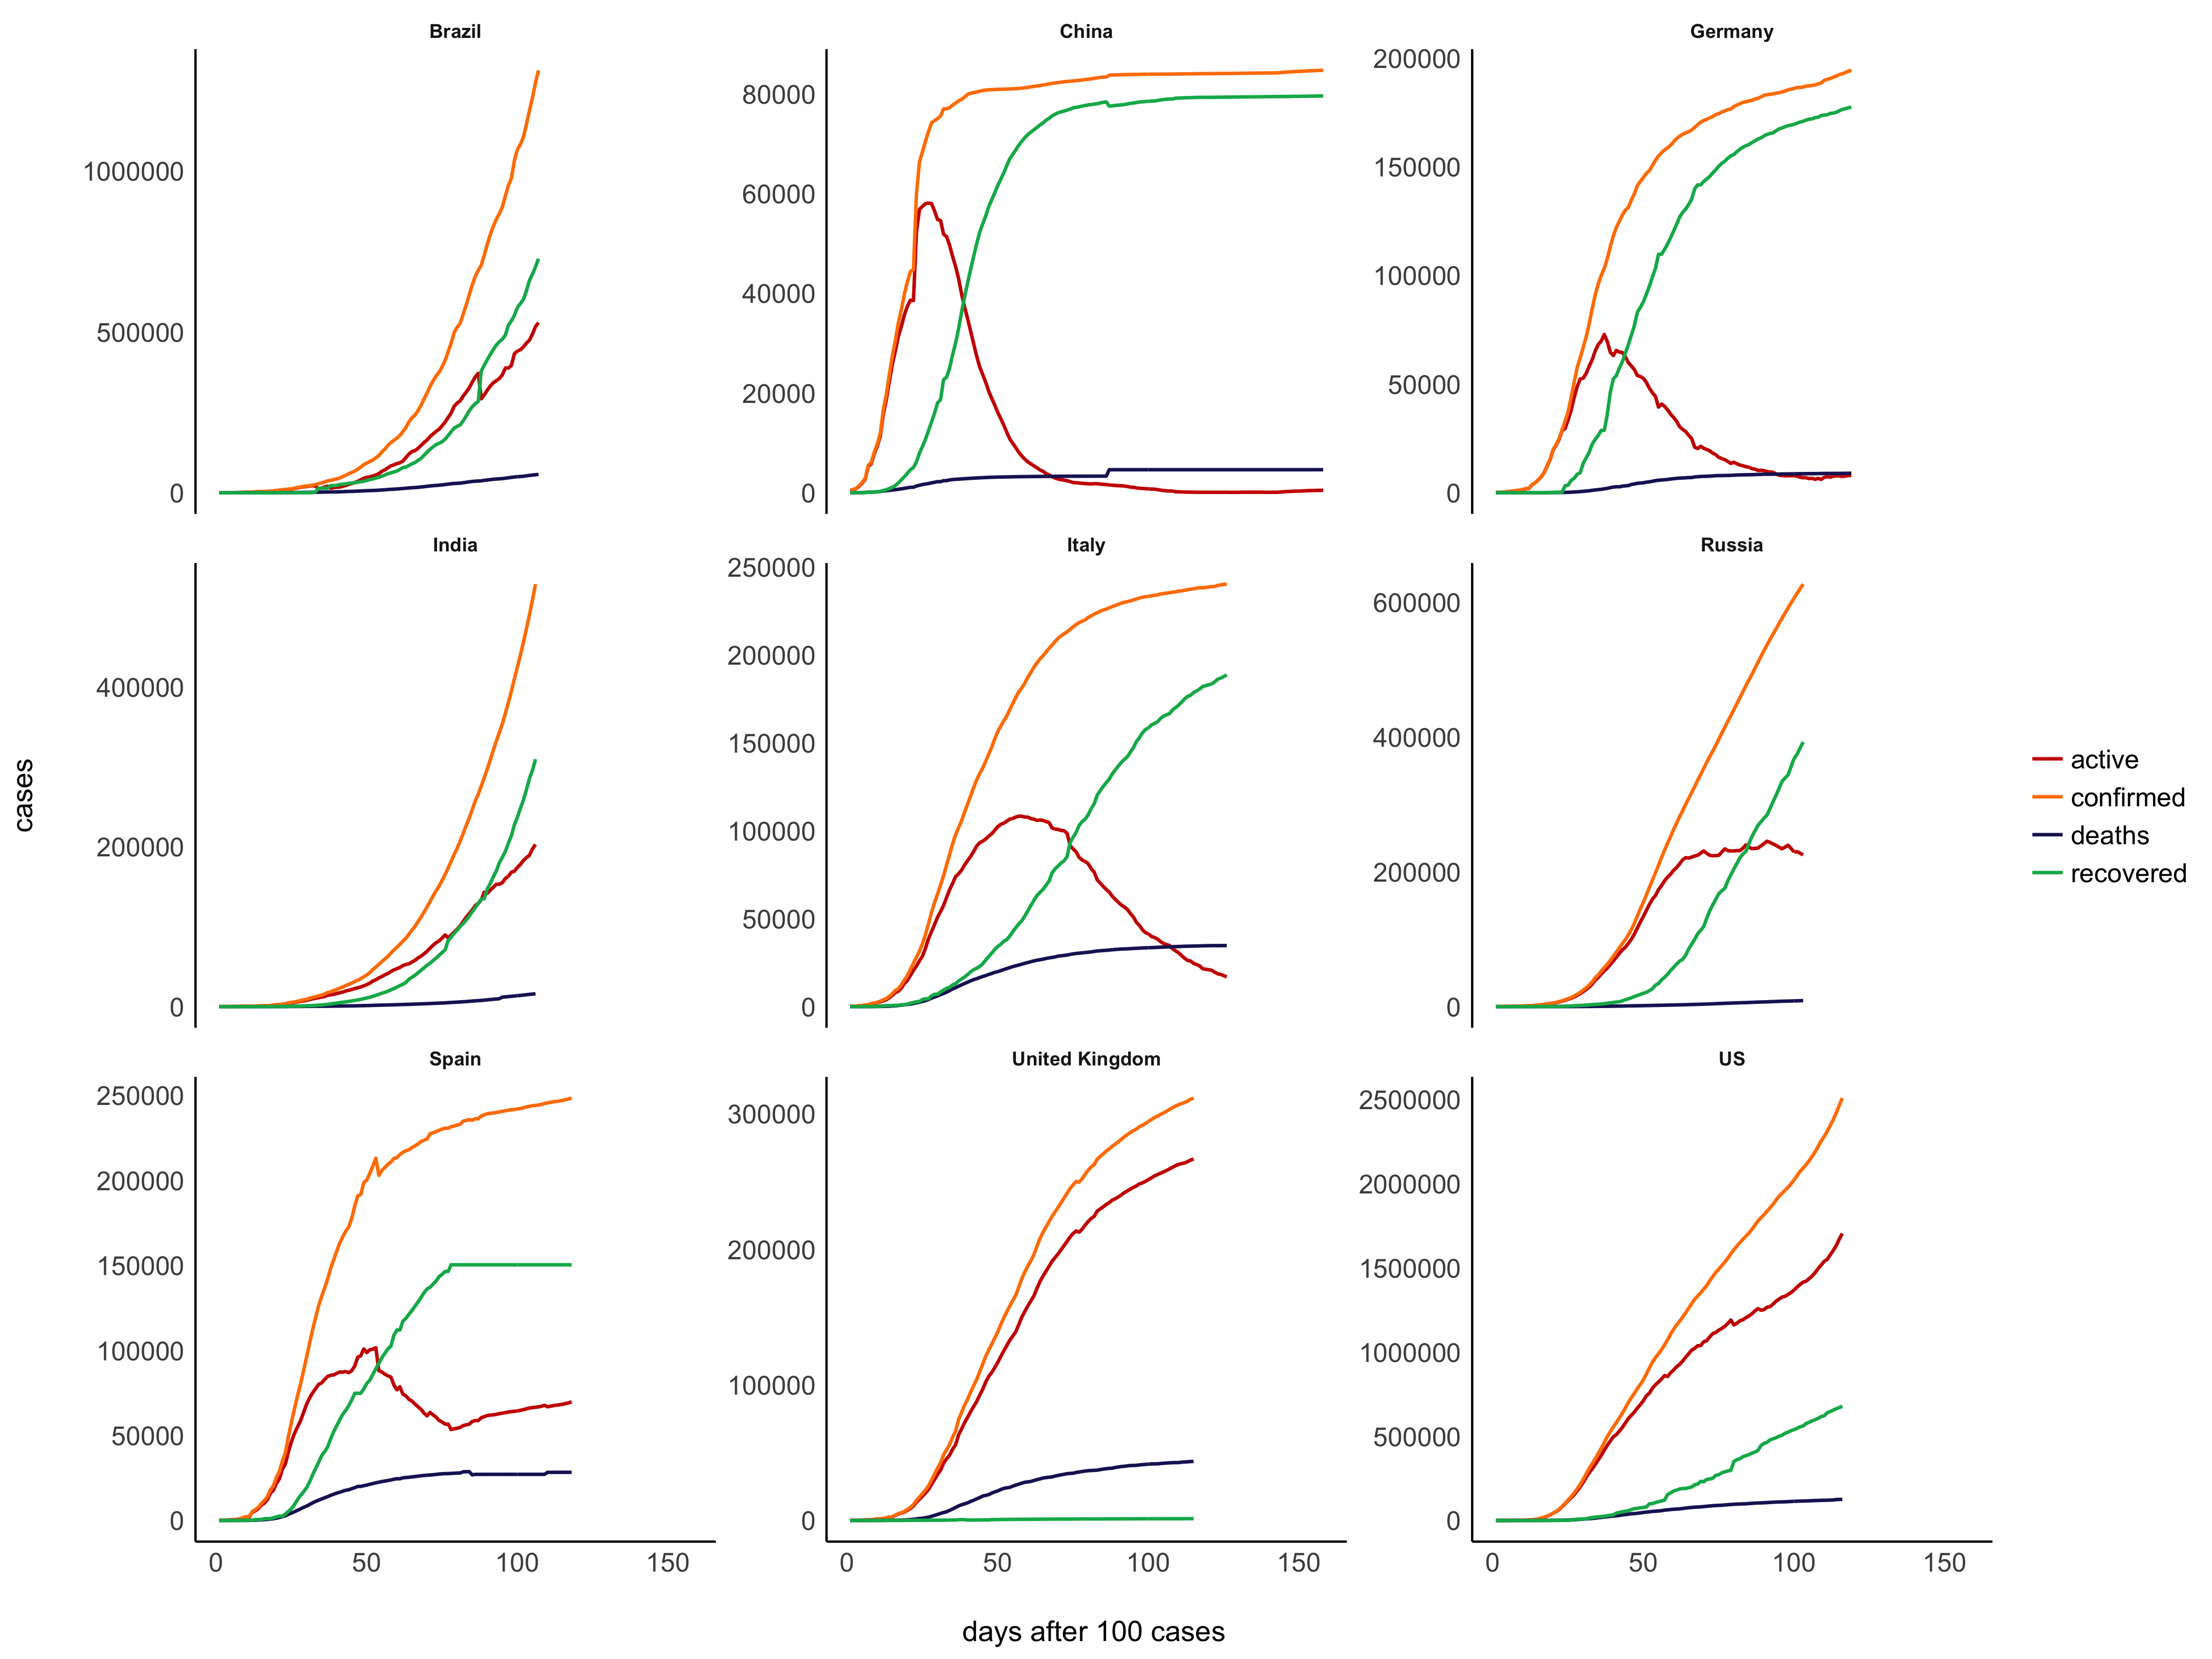 Brazil
China
Germany
1000000
500000
0
80000
60000
40000
20000
0
200000
150000
100000
50000
0
India
Italy
Russia
400000
200000
0
250000
200000
150000
100000
50000
0
600000
400000
200000
0
cases
active
confirmed
deaths
recovered
Spain
United Kingdom
US
250000
200000
150000
100000
50000
0
300000
200000
100000
0
2500000
2000000
1500000
1000000
500000
0
0 50 100 150
0 50 100 150
0 50 100 150
days after 100 cases